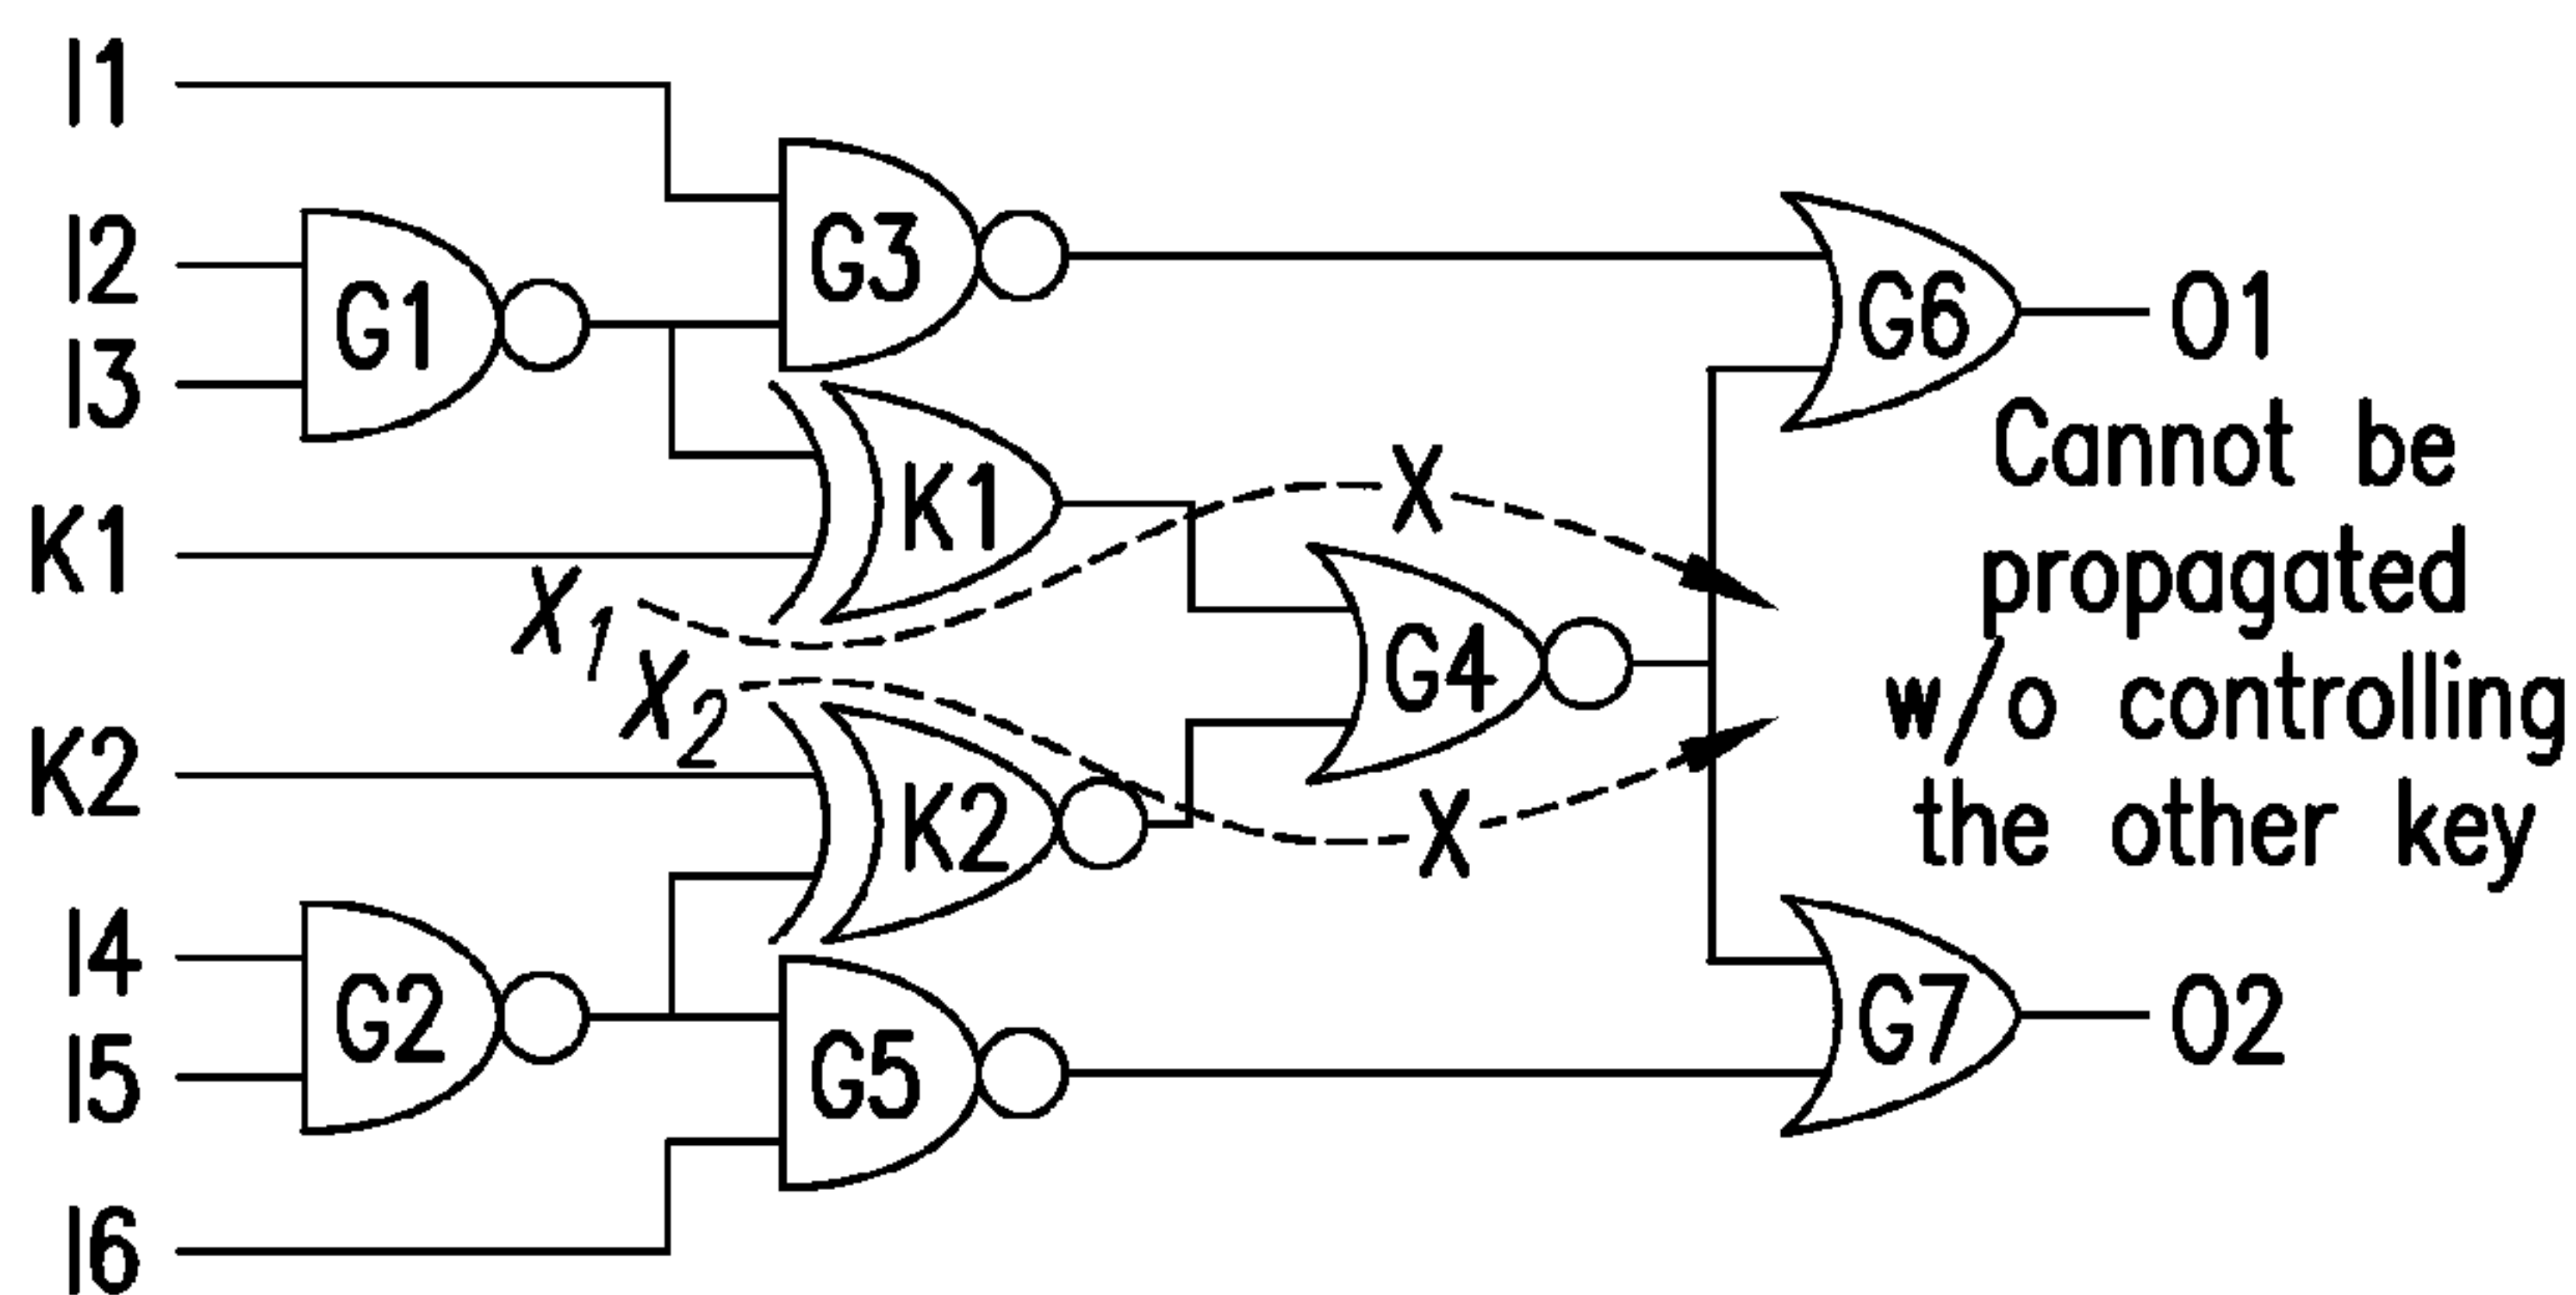 I1
I2
I3
K1
K2
I4
I5
I6
G1
G2
G3
K1
X1
X2
K2
G5
X
G4
X
G6
O1
Cannot be
propagated
w/o controlling
the other key
G7
O2